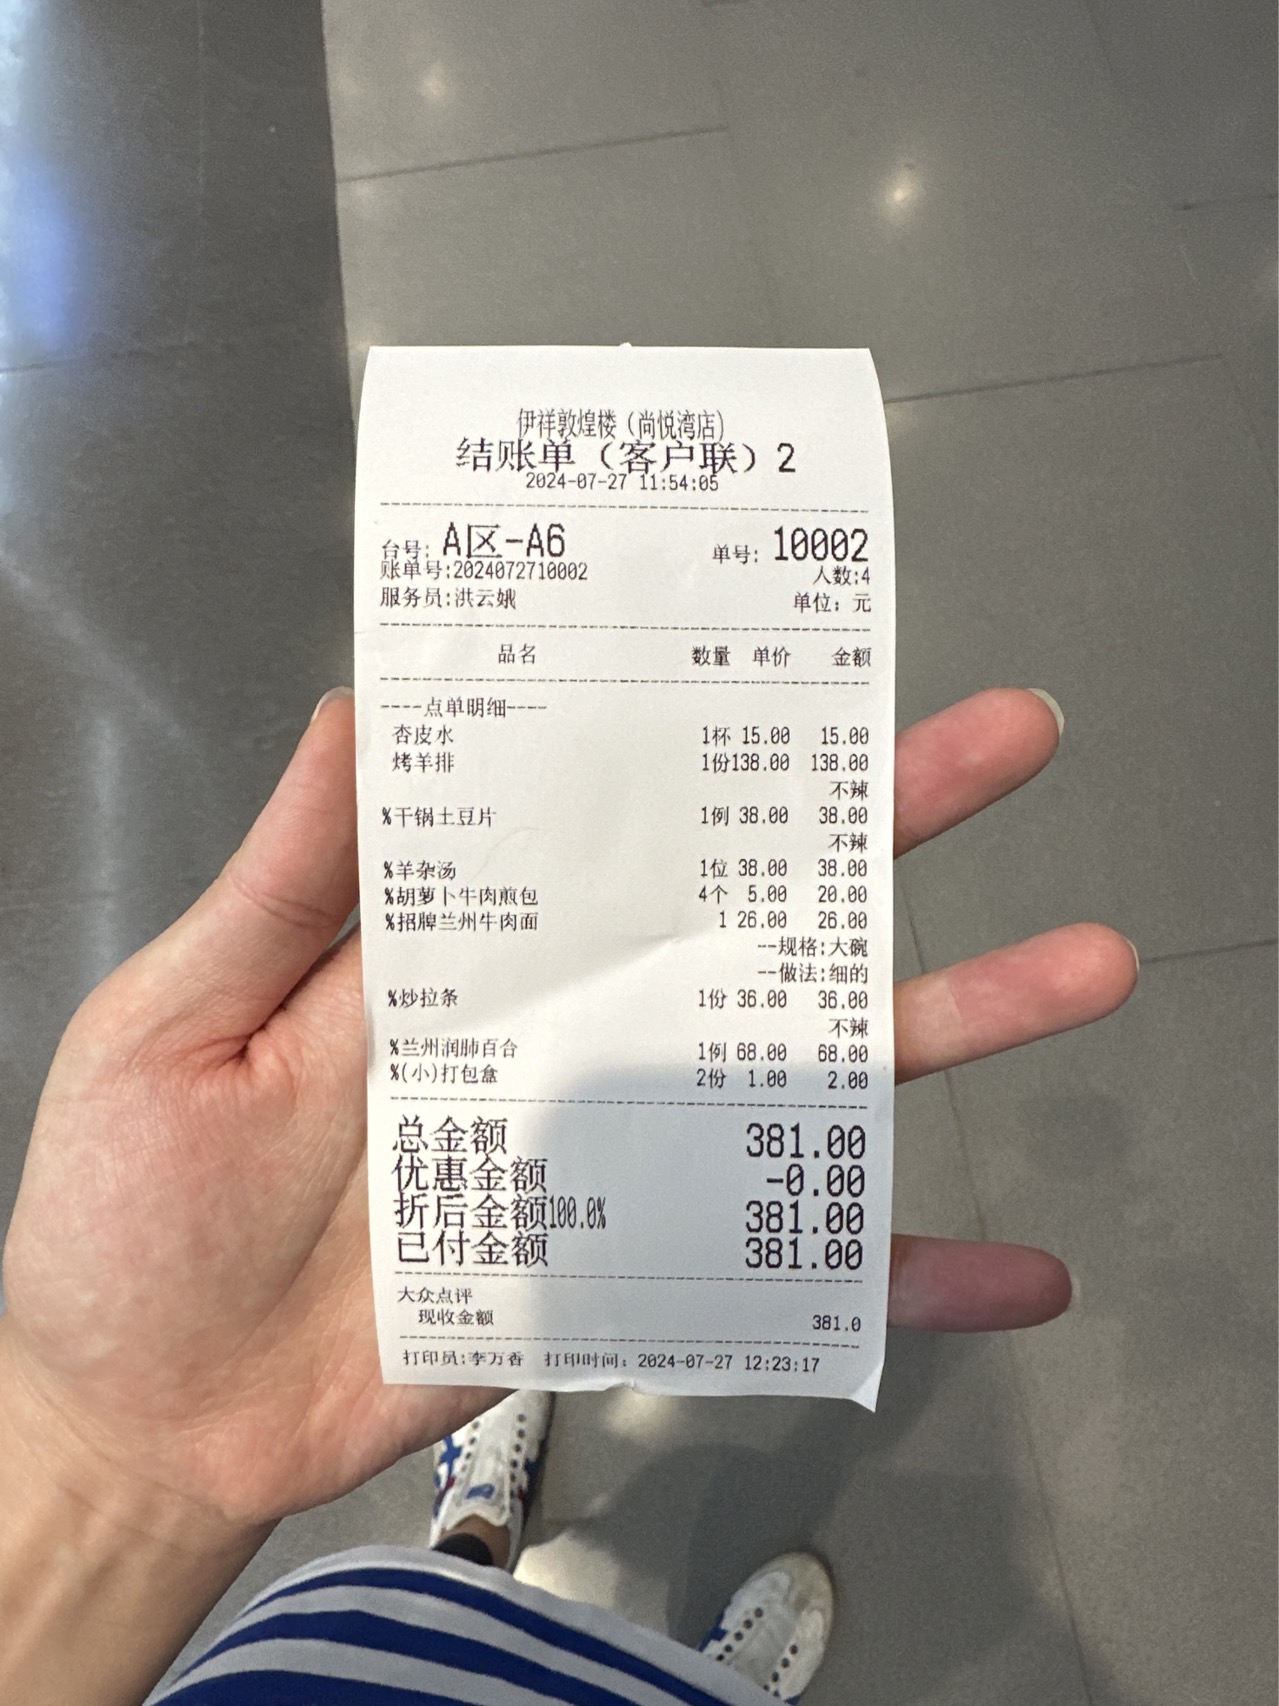 伊祥敦煌楼（尚悦湾店）
结账单（客户联）2
2024-07-27 11:54:05
台号: A区-A6 单号: 10002
账单号:2024072710002 人数:4
服务员:洪云娥 单位: 元
品名 数量 单价 金额
----点单明细----
杏皮水 1杯 15.00 15.00
烤羊排 1份138.00 138.00
不辣
%干锅土豆片 1例 38.00 38.00
不辣
%羊杂汤 1位 38.00 38.00
%胡萝卜牛肉煎包 4个 5.00 20.00
%招牌兰州牛肉面 1 26.00 26.00
--规格:大碗
--做法:细的
%炒拉条 1份 36.00 36.00
不辣
%兰州润肺百合 1例 68.00 68.00
%(小)打包盒 2份 1.00 2.00
总金额 381.00
优惠金额 -0.00
折后金额100.0% 381.00
已付金额 381.00
大众点评
现收金额 381.0
打印员:李万香 打印时间: 2024-07-27 12:23:17